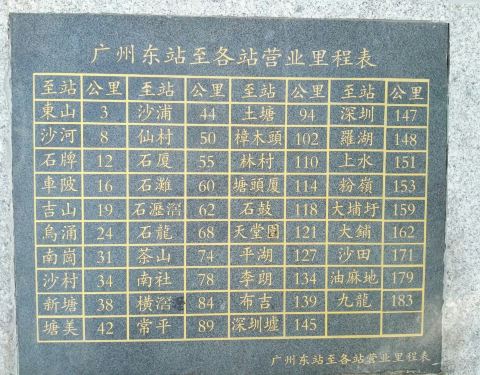 广州东站至各站营业里程表
至站 公里 至站 公里 至站 公里 至站 公里
東山 3 沙浦 44 土塘 94 深圳 147
沙河 8 仙村 50 樟木頭 102 羅湖 148
石牌 12 石厦 55 林村 110 上水 151
車陂 16 石灘 60 塘頭厦 114 粉嶺 153
吉山 19 石瀝滘 62 石鼓 118 大埔圩 159
烏涌 24 石龍 68 天堂圍 121 大鋪 162
南崗 31 茶山 74 平湖 127 沙田 171
沙村 34 南社 78 李朗 134 油麻地 179
新塘 38 橫瀝 84 布吉 139 九龍 183
塘美 42 常平 89 深圳墟 145
广州东站至各站营业里程表